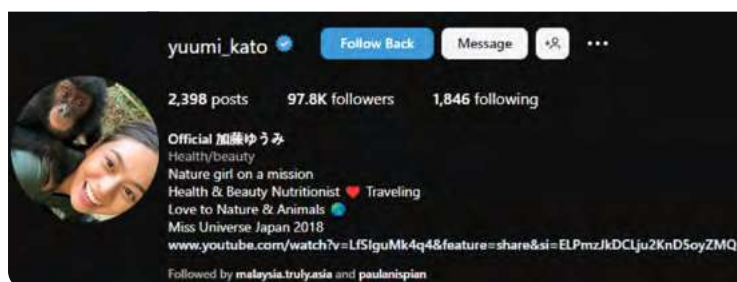 yuumi_kato Follow Back Message
2,398 posts 97.8K followers 1,846 following
Official 加藤ゆうみ
Health/beauty
Nature girl on a mission
Health & Beauty Nutritionist ❤️ Traveling
Love to Nature & Animals 🌏
Miss Universe Japan 2018
www.youtube.com/watch?v=LfSIguMk4q4&feature=share&si=ELPmzJkDCLju2KnD5oyZMQ
Followed by malaysia.truly.asia and paulanispian